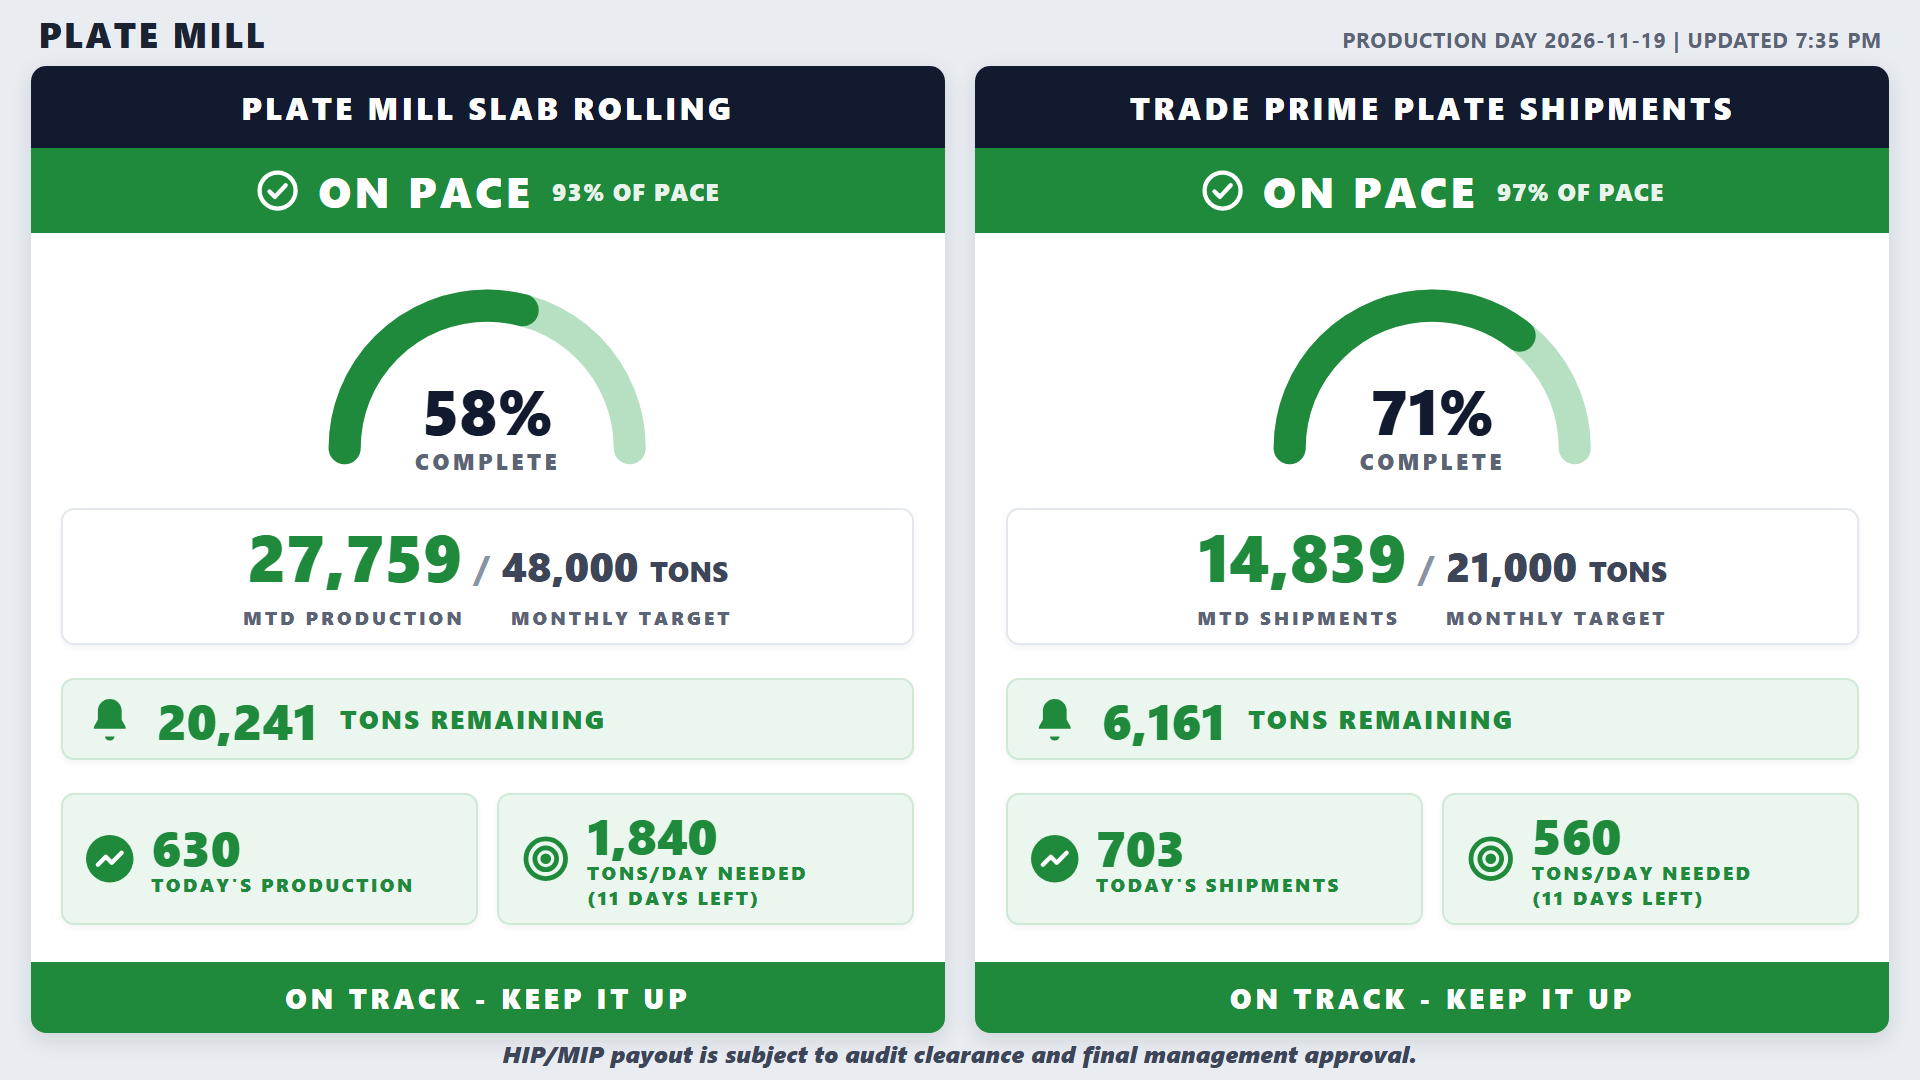 PLATE MILL
PRODUCTION DAY 2026-11-19 | UPDATED 7:35 PM
PLATE MILL SLAB ROLLING
ON PACE 93% OF PACE
58%
COMPLETE
27,759 / 48,000 TONS
MTD PRODUCTION MONTHLY TARGET
20,241 TONS REMAINING
630
TODAY'S PRODUCTION
1,840
TONS/DAY NEEDED
(11 DAYS LEFT)
ON TRACK - KEEP IT UP
TRADE PRIME PLATE SHIPMENTS
ON PACE 97% OF PACE
71%
COMPLETE
14,839 / 21,000 TONS
MTD SHIPMENTS MONTHLY TARGET
6,161 TONS REMAINING
703
TODAY'S SHIPMENTS
560
TONS/DAY NEEDED
(11 DAYS LEFT)
ON TRACK - KEEP IT UP
HIP/MIP payout is subject to audit clearance and final management approval.